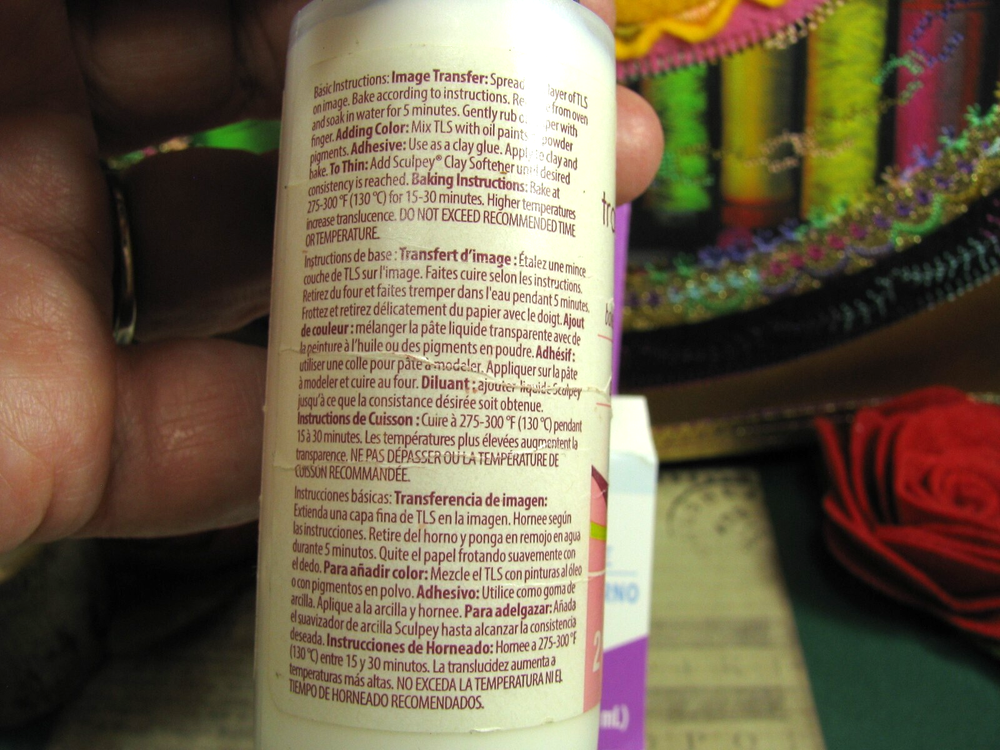 Basic Instructions: Image Transfer: Spread layer of TLS
on image. Bake according to instructions. from oven
and soak in water for 5 minutes. Gently rub with
finger. Adding Color: Mix TLS with oil paints powder
pigments. Adhesive: Use as a clay glue. Apply to clay and
bake. To Thin: Add Sculpey® Clay Softener until desired
consistency is reached. Baking Instructions: Bake at
275-300 °F (130 °C) for 15-30 minutes. Higher temperatures
increase translucence. DO NOT EXCEED RECOMMENDED TIME
OR TEMPERATURE.
Instructions de base : Transfert d'image : Étalez une mince
couche de TLS sur l'image. Faites cuire selon les instructions.
Retirez du four et faites tremper dans l'eau pendant 5 minutes.
Frottez et retirez délicatement du papier avec le doigt. Ajout
de couleur : mélanger la pâte liquide transparente avec de
la peinture à l'huile ou des pigments en poudre. Adhésif :
utiliser une colle pour pâte à modeler. Appliquer sur la pâte
à modeler et cuire au four. Diluant : ajouter liquide Sculpey
jusqu'à ce que la consistance désirée soit obtenue.
Instructions de Cuisson : Cuire à 275-300 °F (130 °C) pendant
15 à 30 minutes. Les températures plus élevées augmentent la
transparence. NE PAS DÉPASSER OU LA TEMPÉRATURE DE
CUISSON RECOMMANDÉE.
Instrucciones básicas: Transferencia de imagen:
Extienda una capa fina de TLS en la imagen. Hornee según
las instrucciones. Retire del horno y ponga en remojo en agua
durante 5 minutos. Quite el papel frotando suavemente con
el dedo. Para añadir color: Mezcle el TLS con pinturas al óleo
o con pigmentos en polvo. Adhesivo: Utilice como goma de
arcilla. Aplique a la arcilla y hornee. Para adelgazar: Añada
el suavizador de arcilla Sculpey hasta alcanzar la consistencia
deseada. Instrucciones de Horneado: Hornee a 275-300 °F
(130 °C) entre 15 y 30 minutos. La translucidez aumenta a
temperaturas más altas. NO EXCEDA LA TEMPERATURA NI EL
TIEMPO DE HORNEADO RECOMENDADOS.